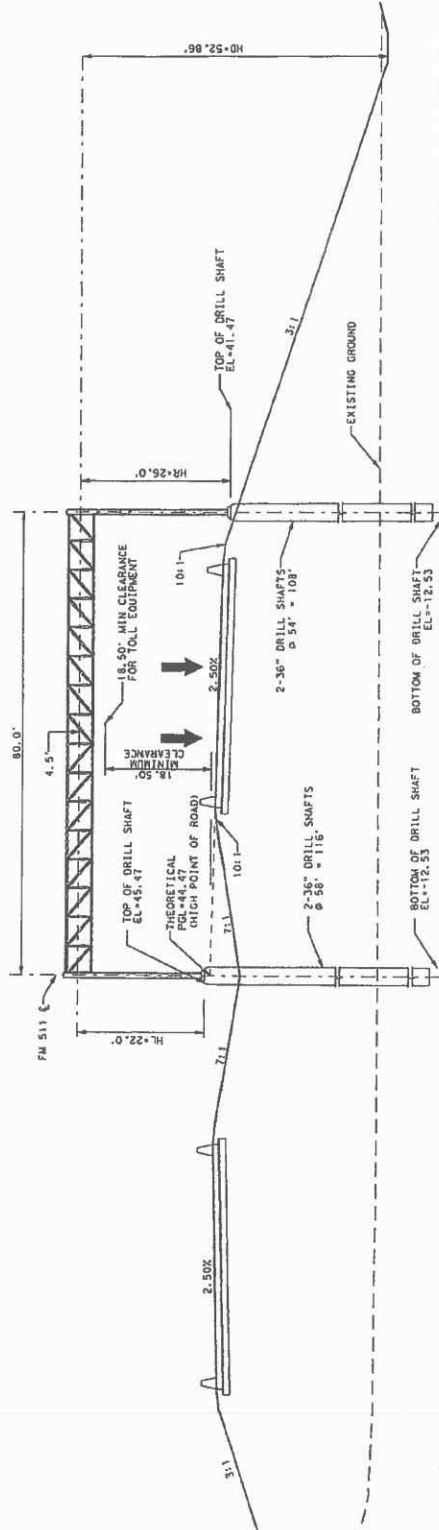 80.0'
FM 511 ℄
4.5'
18.50' MIN CLEARANCE
FOR TOLL EQUIPMENT
HL=22.0'
TOP OF DRILL SHAFT
EL=45.47
THEORETICAL
PGL=44.47
(HIGH POINT OF ROAD)
18.50'
MINIMUM
CLEARANCE
HR=26.0'
HD=52.86'
TOP OF DRILL SHAFT
EL=41.47
3:1
2.50%
7:1
7:1
10:1
2.50%
10:1
3:1
2-36" DRILL SHAFTS
@ 58' = 116'
2-36" DRILL SHAFTS
@ 54' = 108'
EXISTING GROUND
BOTTOM OF DRILL SHAFT
EL=-12.53
BOTTOM OF DRILL SHAFT
EL=-12.53